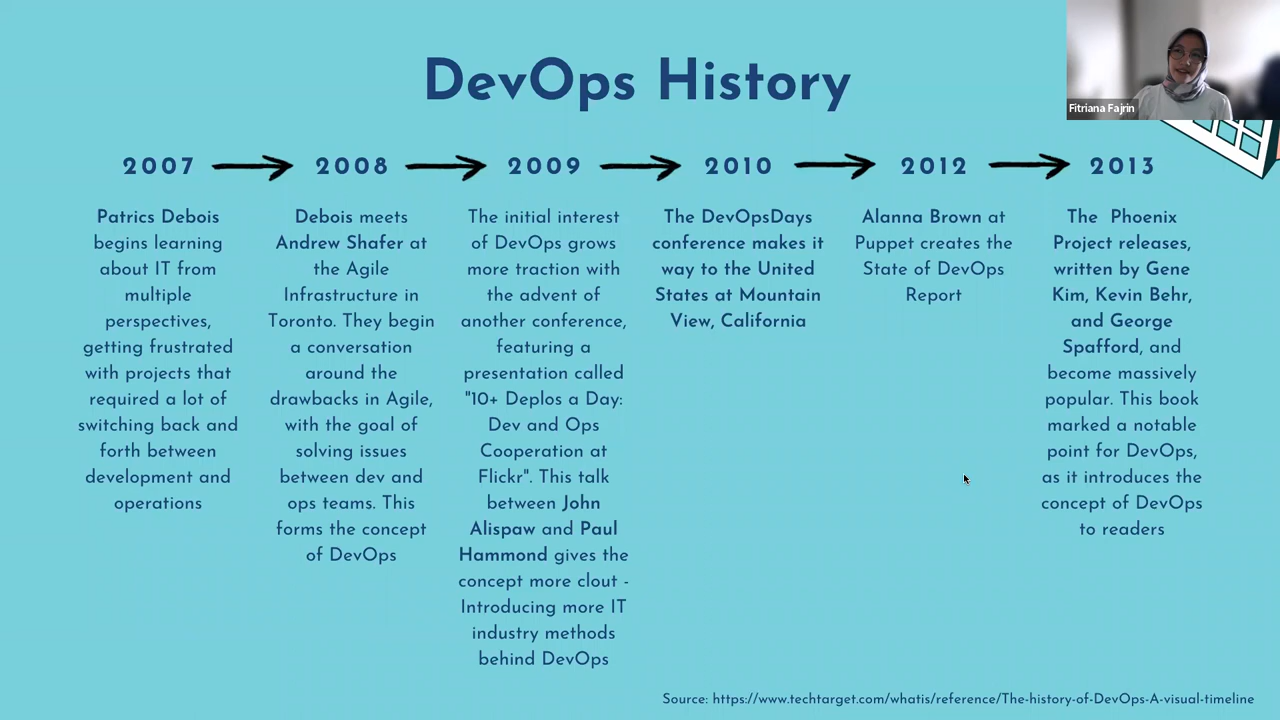 DevOps History
Fitriana Fajrin
2007
2008
2009
2010
2012
2013
Patrics Debois
begins learning
about IT from
multiple
perspectives,
getting frustrated
with projects that
required a lot of
switching back and
forth between
development and
operations
Debois meets
Andrew Shafer at
the Agile
Infrastructure in
Toronto. They begin
a conversation
around the
drawbacks in Agile,
with the goal of
solving issues
between dev and
ops teams. This
forms the concept
of DevOps
The initial interest
of DevOps grows
more traction with
the advent of
another conference,
featuring a
presentation called
"10+ Deplos a Day:
Dev and Ops
Cooperation at
Flickr". This talk
between John
Alispaw and Paul
Hammond gives the
concept more clout -
Introducing more IT
industry methods
behind DevOps
The DevOpsDays
conference makes it
way to the United
States at Mountain
View, California
Alanna Brown at
Puppet creates the
State of DevOps
Report
The Phoenix
Project releases,
written by Gene
Kim, Kevin Behr,
and George
Spafford, and
become massively
popular. This book
marked a notable
point for DevOps,
as it introduces the
concept of DevOps
to readers
Source: https://www.techtarget.com/whatis/reference/The-history-of-DevOps-A-visual-timeline